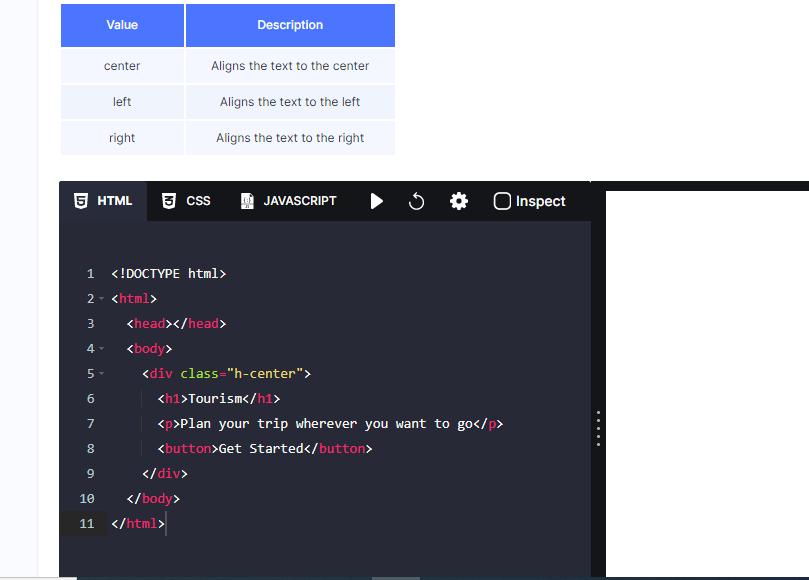 Value Description
center Aligns the text to the center
left Aligns the text to the left
right Aligns the text to the right
HTML CSS JAVASCRIPT Inspect
1 <!DOCTYPE html>
2 <html>
3 <head></head>
4 <body>
5 <div class="h-center">
6 <h1>Tourism</h1>
7 <p>Plan your trip wherever you want to go</p>
8 <button>Get Started</button>
9 </div>
10 </body>
11 </html>